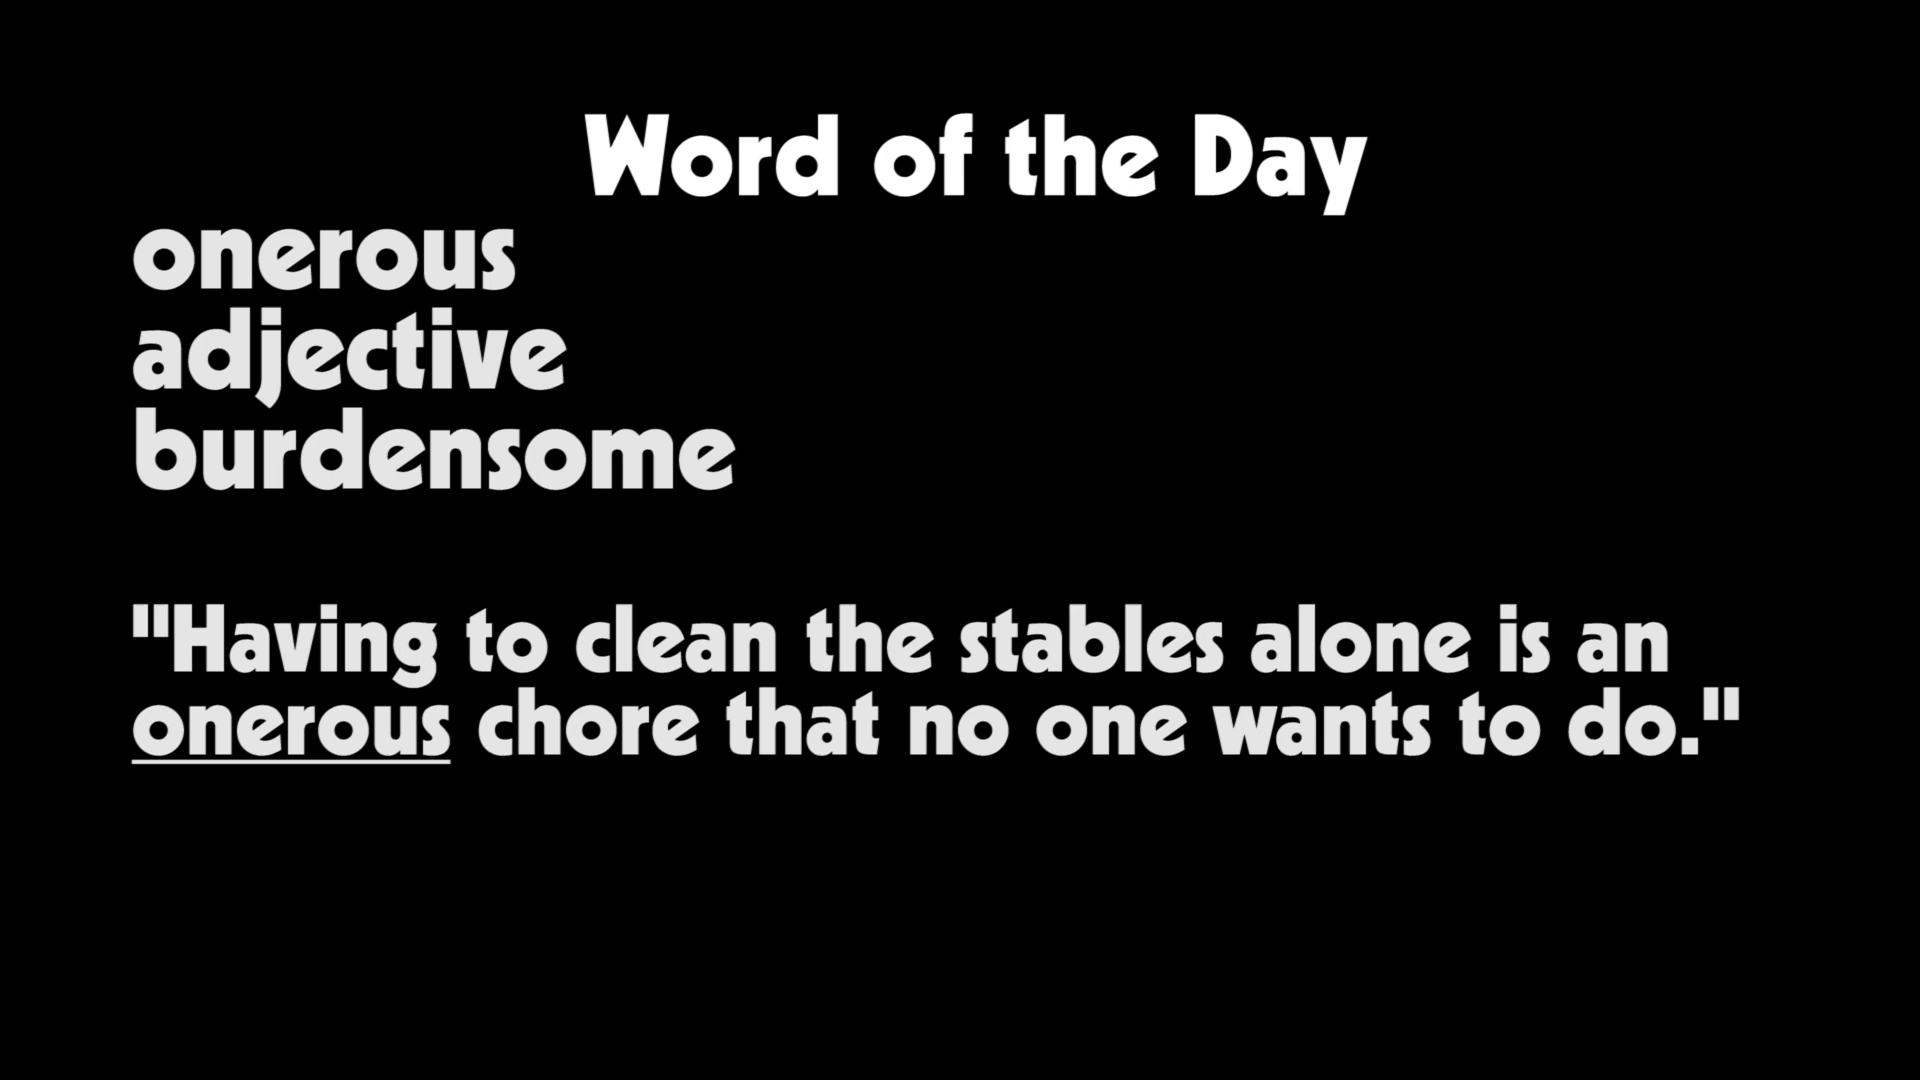 Word of the Day
onerous
adjective
burdensome
"Having to clean the stables alone is an
onerous chore that no one wants to do."